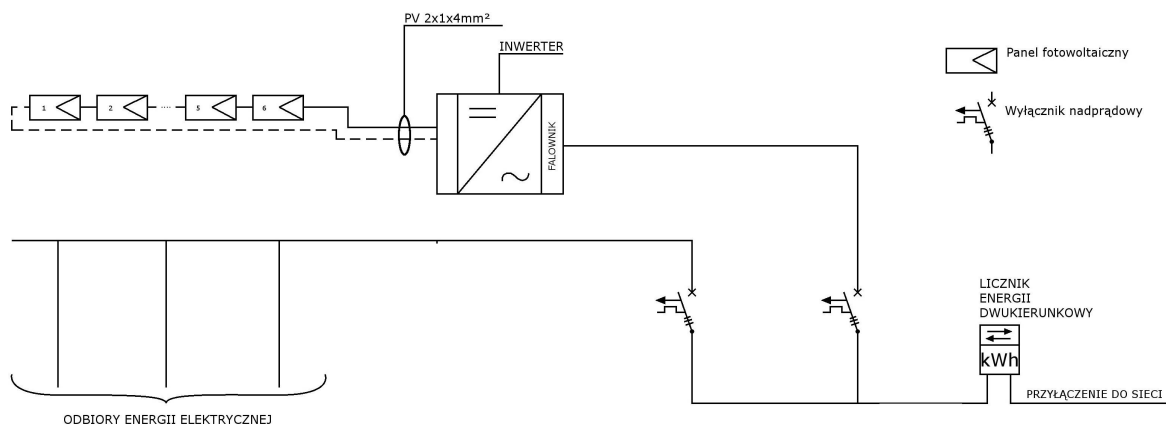 PV 2x1x4mm²
INWERTER
Panel fotowoltaiczny
1 2 .... 5 6
Wyłącznik nadprądowy
FALOWNIK
LICZNIK
ENERGII
DWUKIERUNKOWY
kWh
PRZYŁĄCZENIE DO SIECI
ODBIORY ENERGII ELEKTRYCZNEJ